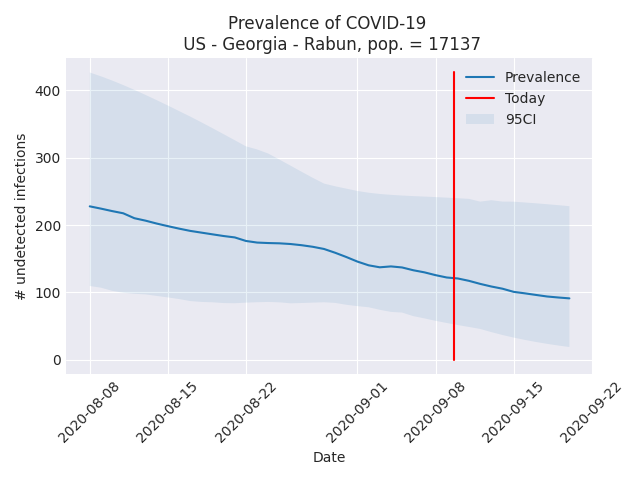 Prevalence of COVID-19
US - Georgia - Rabun, pop. = 17137
Prevalence
Today
95CI
# undetected infections
400
300
200
100
0
2020-08-08
2020-08-15
2020-08-22
2020-09-01
2020-09-08
2020-09-15
2020-09-22
Date